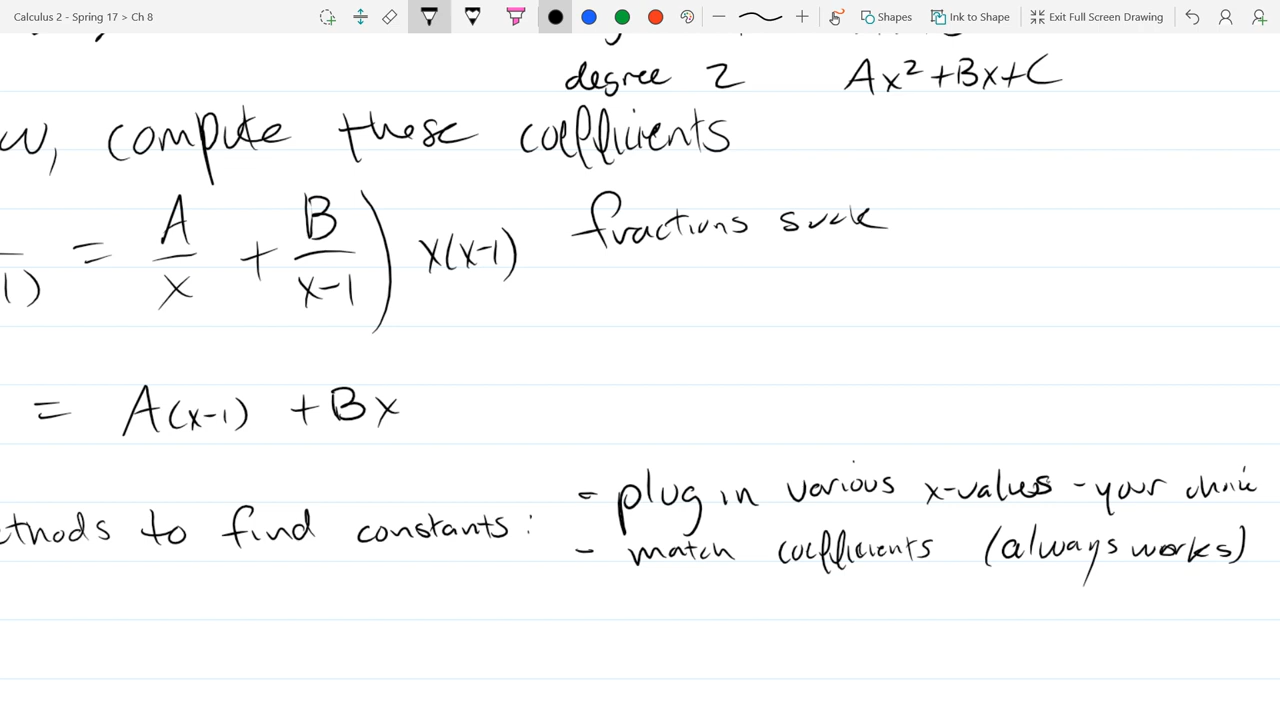 Calculus 2 - Spring 17 > Ch 8
Shapes
Ink to Shape
Exit Full Screen Drawing
degree 2 Ax²+Bx+C
w, compute these coefficients
1) = A/x + B/(x-1) ) x(x-1) fractions suck
= A(x-1) + Bx
- plug in various x-values - your choice
thods to find constants:
- match coefficients (always works)